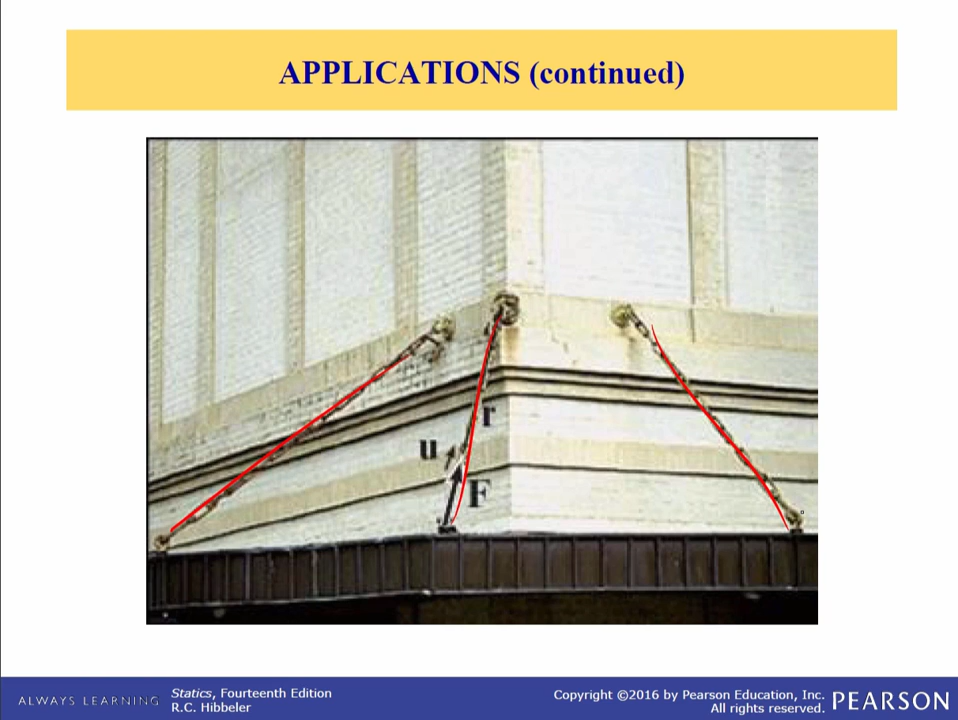 APPLICATIONS (continued)
r
u
F
ALWAYS LEARNING
Statics, Fourteenth Edition
R.C. Hibbeler
Copyright ©2016 by Pearson Education, Inc.
All rights reserved.
PEARSON